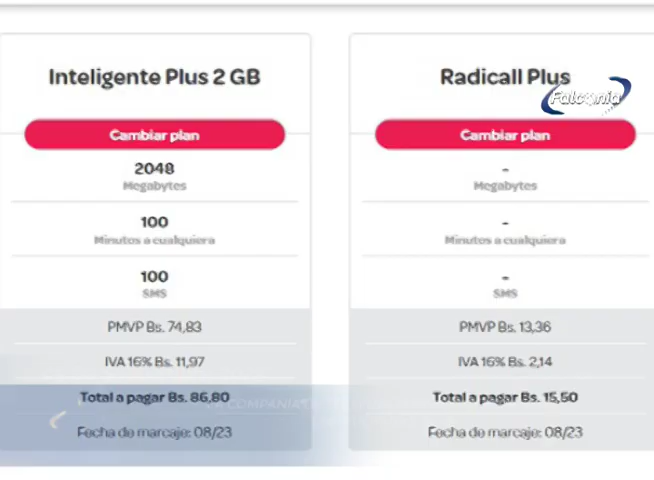 Inteligente Plus 2 GB
Cambiar plan
2048
Megabytes
100
Minutos a cualquiera
100
SMS
PMVP Bs. 74,83
IVA 16% Bs. 11,97
Total a pagar Bs. 86,80
Fecha de marcaje: 08/23
Radicall Plus
Falconia
Cambiar plan
-
Megabytes
-
Minutos a cualquiera
-
SMS
PMVP Bs. 13,36
IVA 16% Bs. 2,14
Total a pagar Bs. 15,50
Fecha de marcaje: 08/23